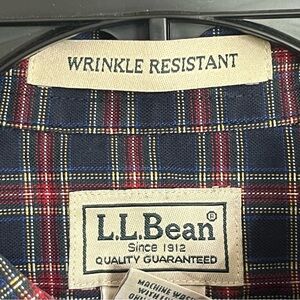 WRINKLE RESISTANT
L.L.Bean®
Since 1912
QUALITY GUARANTEED
MACHINE WASH